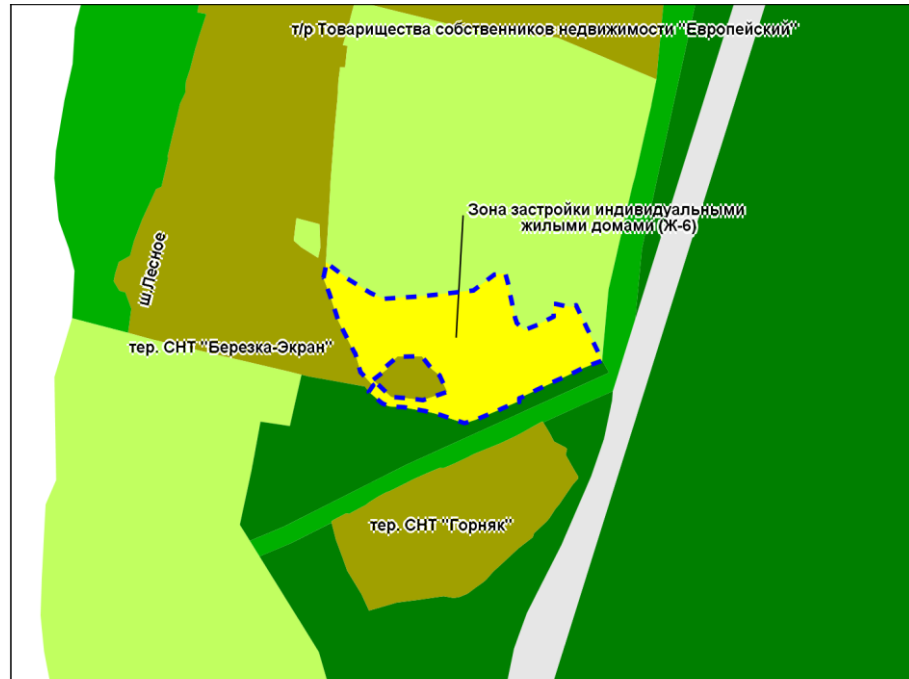 т/р Товарищества собственников недвижимости "Европейский"
Зона застройки индивидуальными
жилыми домами (Ж-6)
ш.Лесное
тер. СНТ "Березка-Экран"
тер. СНТ "Горняк"